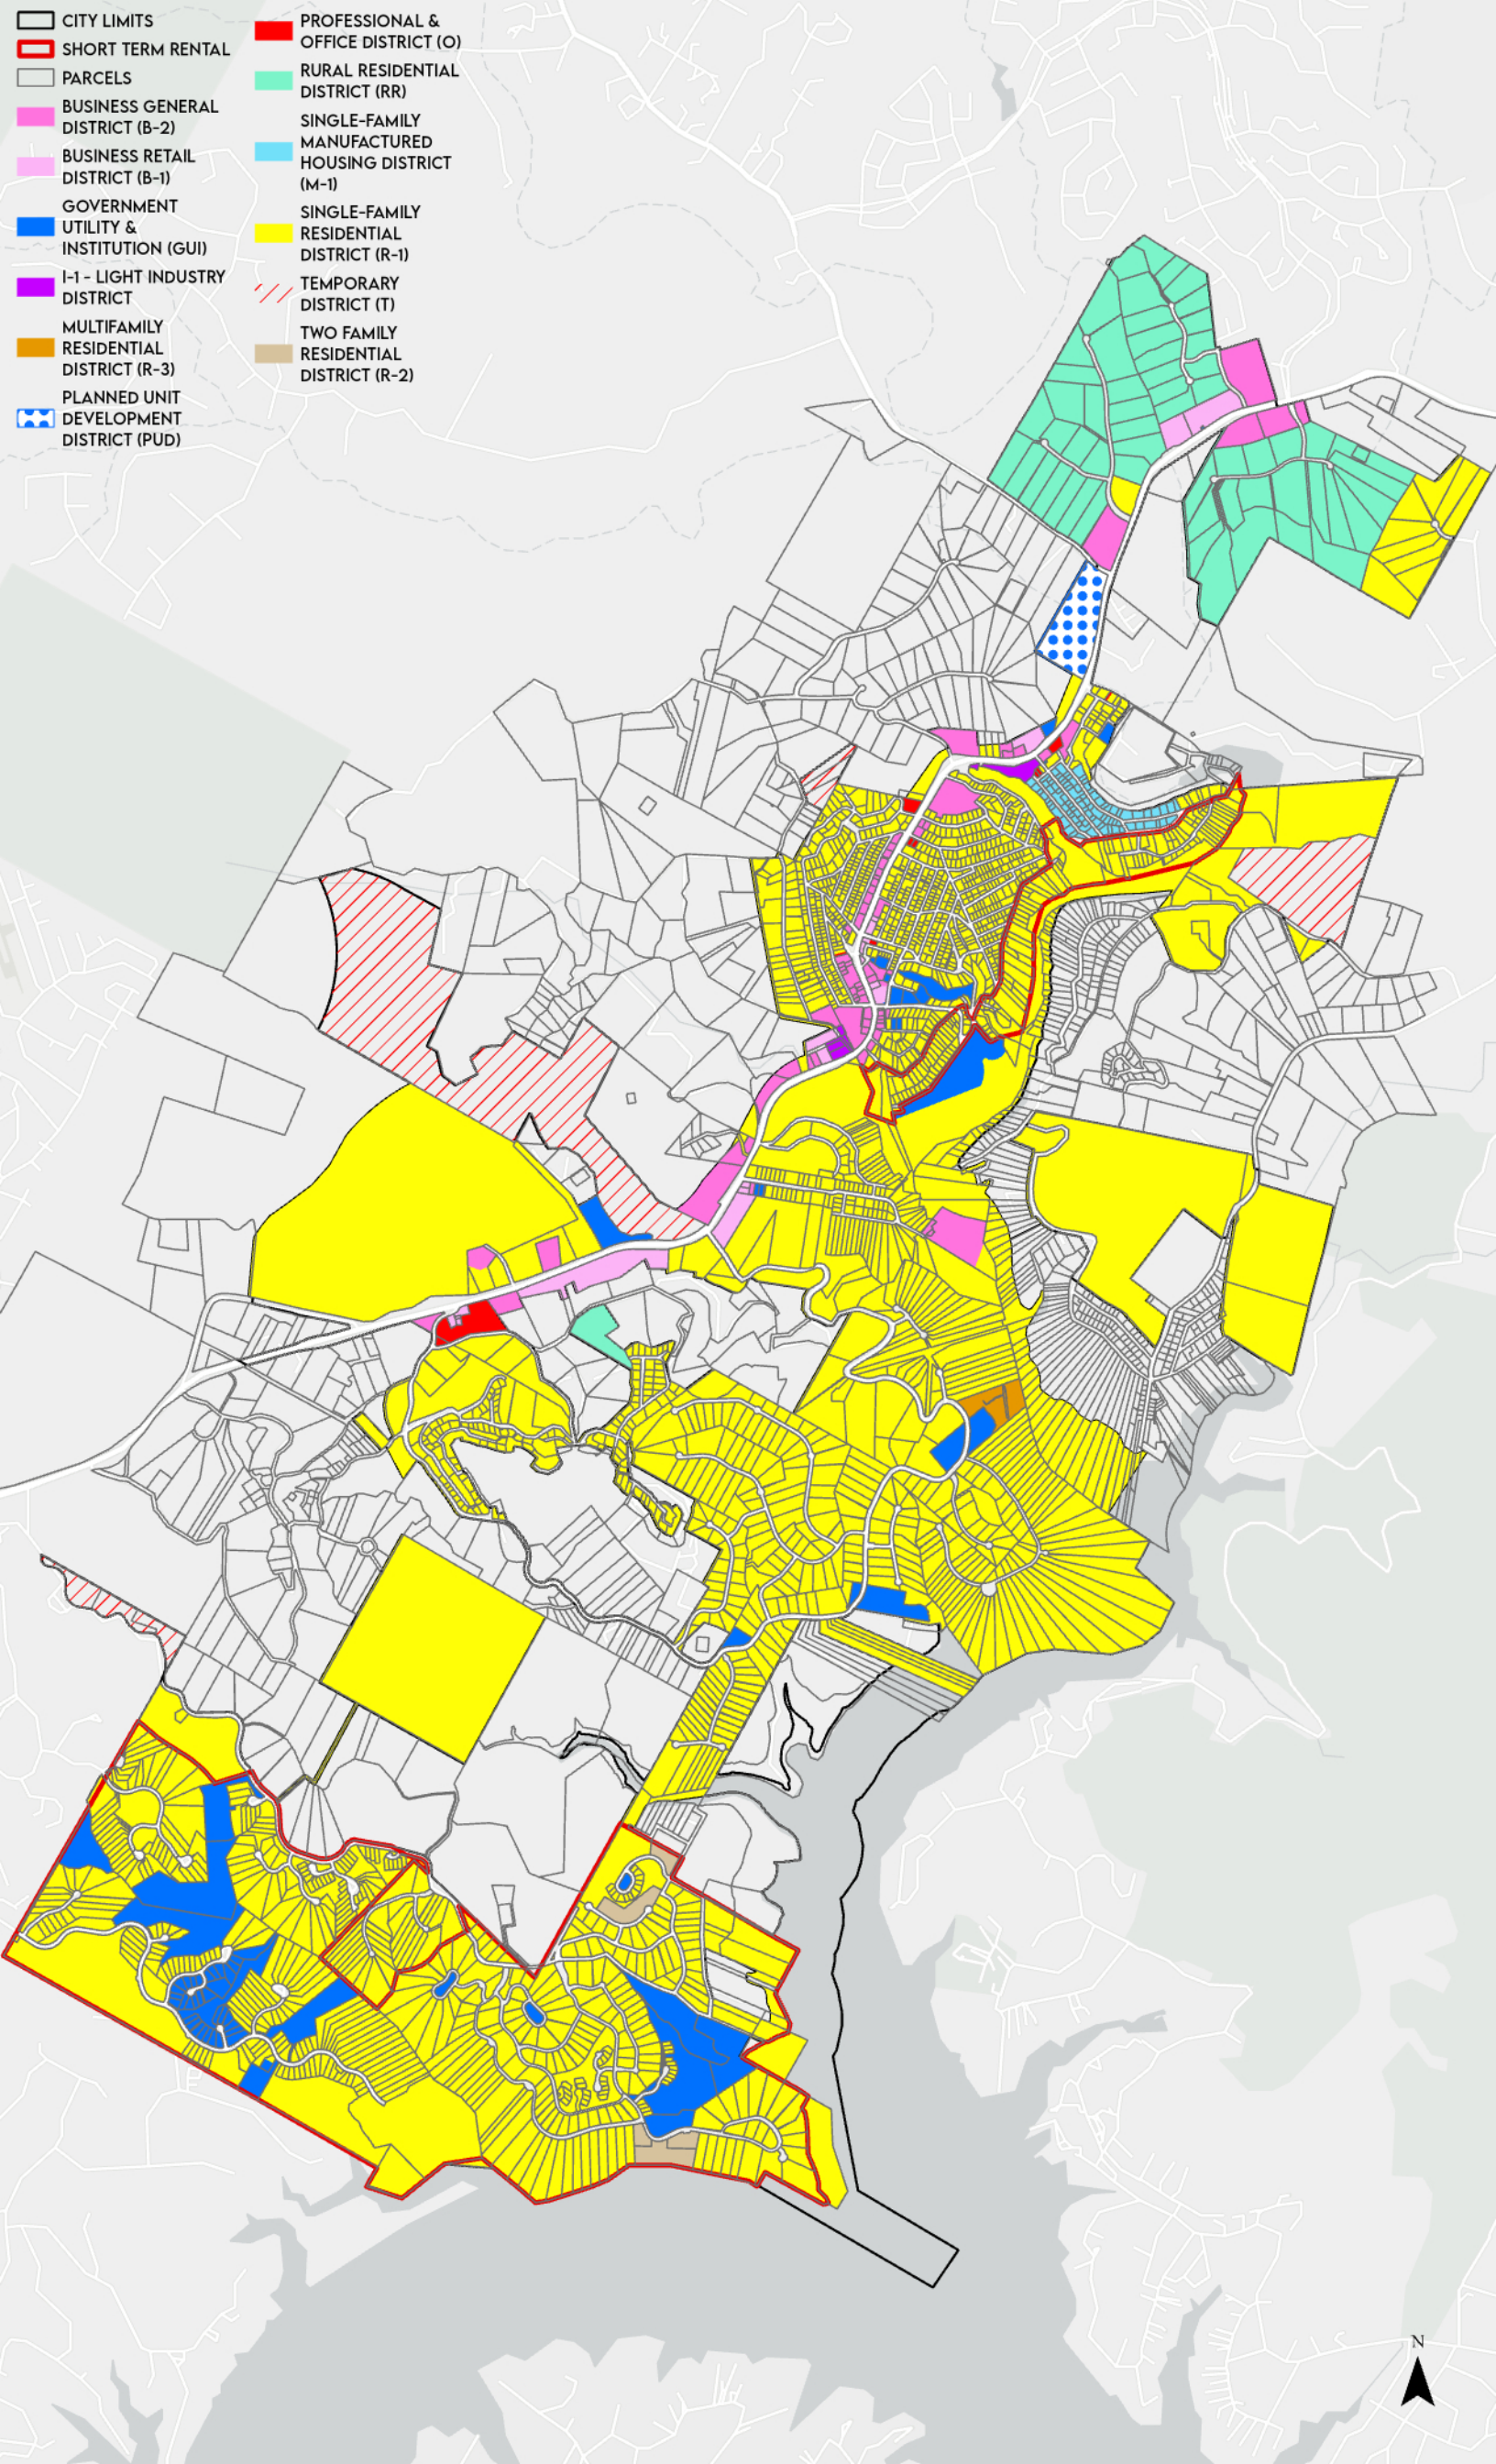 CITY LIMITS
SHORT TERM RENTAL
PARCELS
BUSINESS GENERAL
DISTRICT (B-2)
BUSINESS RETAIL
DISTRICT (B-1)
GOVERNMENT
UTILITY &
INSTITUTION (GUI)
I-1 - LIGHT INDUSTRY
DISTRICT
MULTIFAMILY
RESIDENTIAL
DISTRICT (R-3)
PLANNED UNIT
DEVELOPMENT
DISTRICT (PUD)
PROFESSIONAL &
OFFICE DISTRICT (O)
RURAL RESIDENTIAL
DISTRICT (RR)
SINGLE-FAMILY
MANUFACTURED
HOUSING DISTRICT
(M-1)
SINGLE-FAMILY
RESIDENTIAL
DISTRICT (R-1)
TEMPORARY
DISTRICT (T)
TWO FAMILY
RESIDENTIAL
DISTRICT (R-2)
N